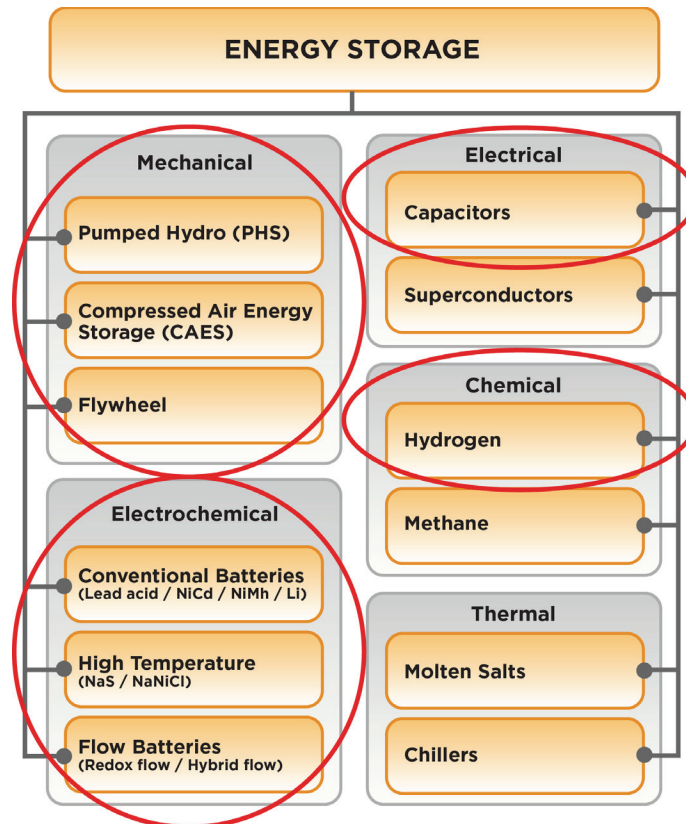 ENERGY STORAGE
Mechanical
Pumped Hydro (PHS)
Compressed Air Energy
Storage (CAES)
Flywheel
Electrochemical
Conventional Batteries
(Lead acid / NiCd / NiMh / Li)
High Temperature
(NaS / NaNiCl)
Flow Batteries
(Redox flow / Hybrid flow)
Electrical
Capacitors
Superconductors
Chemical
Hydrogen
Methane
Thermal
Molten Salts
Chillers